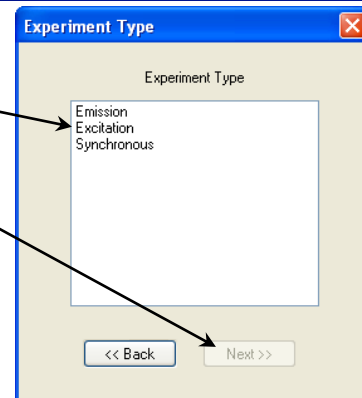 Experiment Type
Experiment Type
Emission
Excitation
Synchronous
<< Back
Next >>